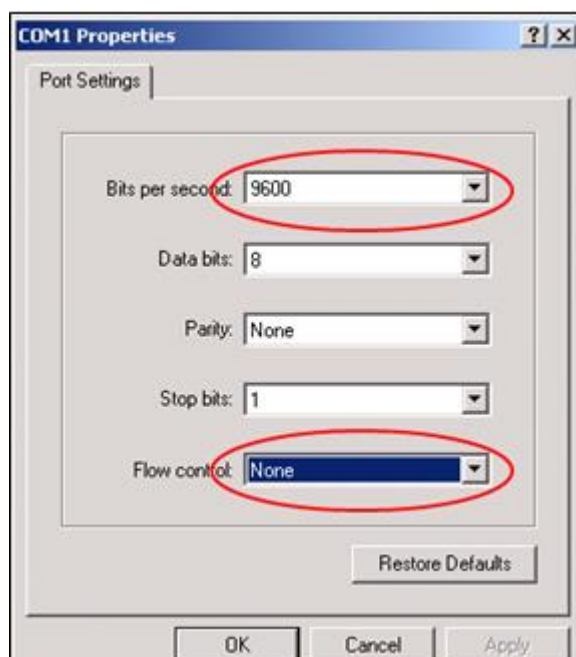 COM1 Properties
Port Settings
Bits per second: 9600
Data bits: 8
Parity: None
Stop bits: 1
Flow control: None
Restore Defaults
OK Cancel Apply